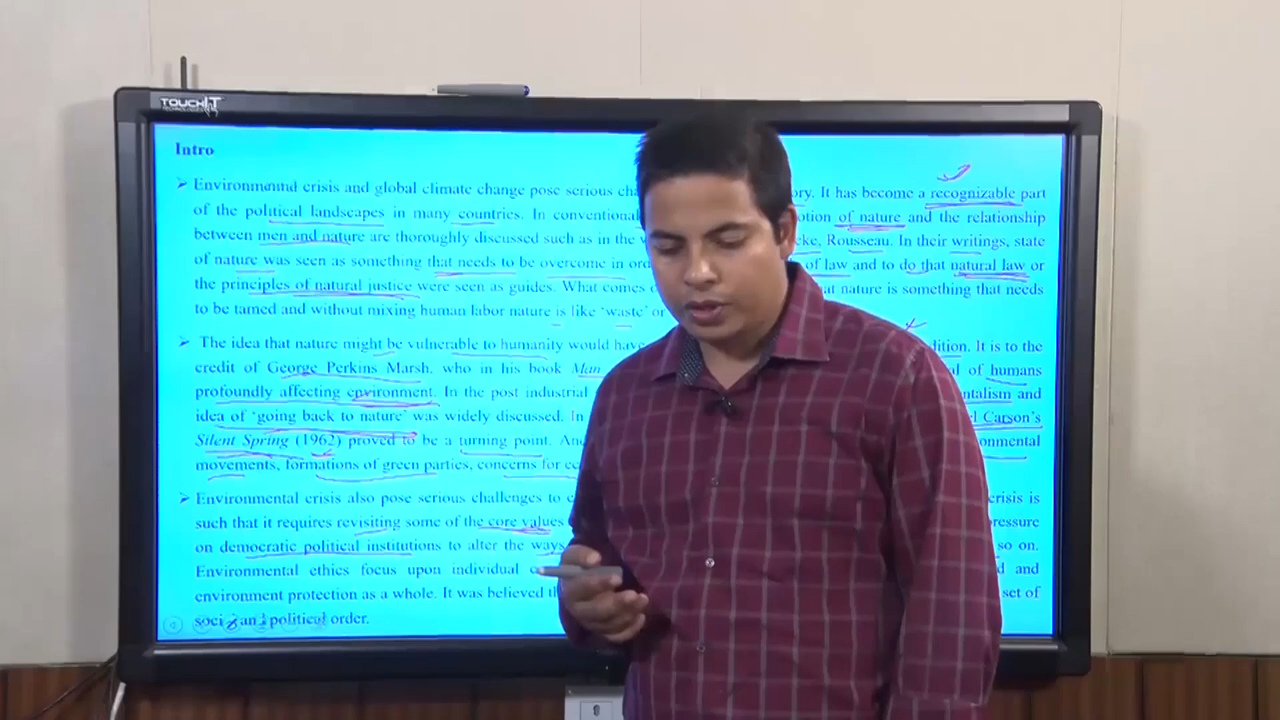 TOUCHIT
TECHNOLOGIES
Intro
➤ Environmental crisis and global climate change pose serious ory. It has become a recognizable part
of the political landscapes in many countries. In conventional of nature and the relationship
between men and nature are thoroughly discussed such as in the Rousseau. In their writings, state
of nature was seen as something that needs to be overcome in of law and to do that natural law or
the principles of natural justice were seen as guides. What comes nature is something that needs
to be tamed and without mixing human labor nature is like ‘waste’ or
➤ The idea that nature might be vulnerable to humanity would have dition. It is to the
credit of George Perkins Marsh, who in his book Man of humans
profoundly affecting environment. In the post industrial ntalism and
idea of ‘going back to nature’ was widely discussed. In Carson’s
Silent Spring (1962) proved to be a turning point. onmental
movements, formations of green parties, concerns for
➤ Environmental crisis also pose serious challenges to crisis is
such that it requires revisiting some of the core values pressure
on democratic political institutions to alter the ways so on.
Environmental ethics focus upon individual and
environment protection as a whole. It was believed set of
political order.